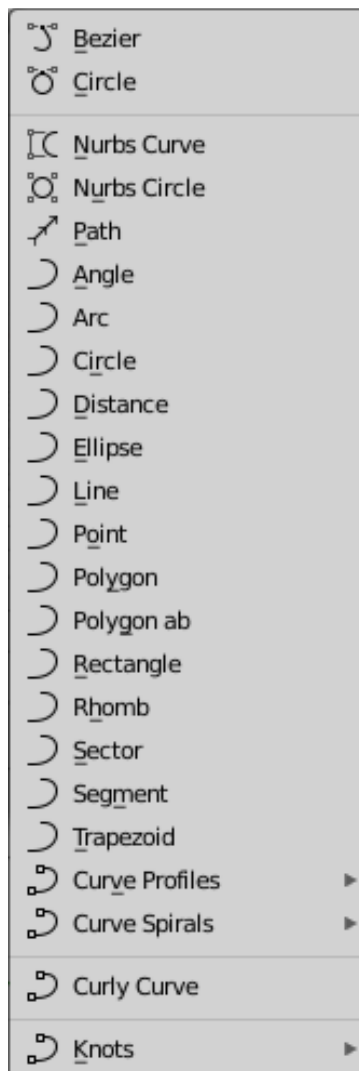 Bezier
Circle
Nurbs Curve
Nurbs Circle
Path
Angle
Arc
Circle
Distance
Ellipse
Line
Point
Polygon
Polygon ab
Rectangle
Rhomb
Sector
Segment
Trapezoid
Curve Profiles
Curve Spirals
Curly Curve
Knots